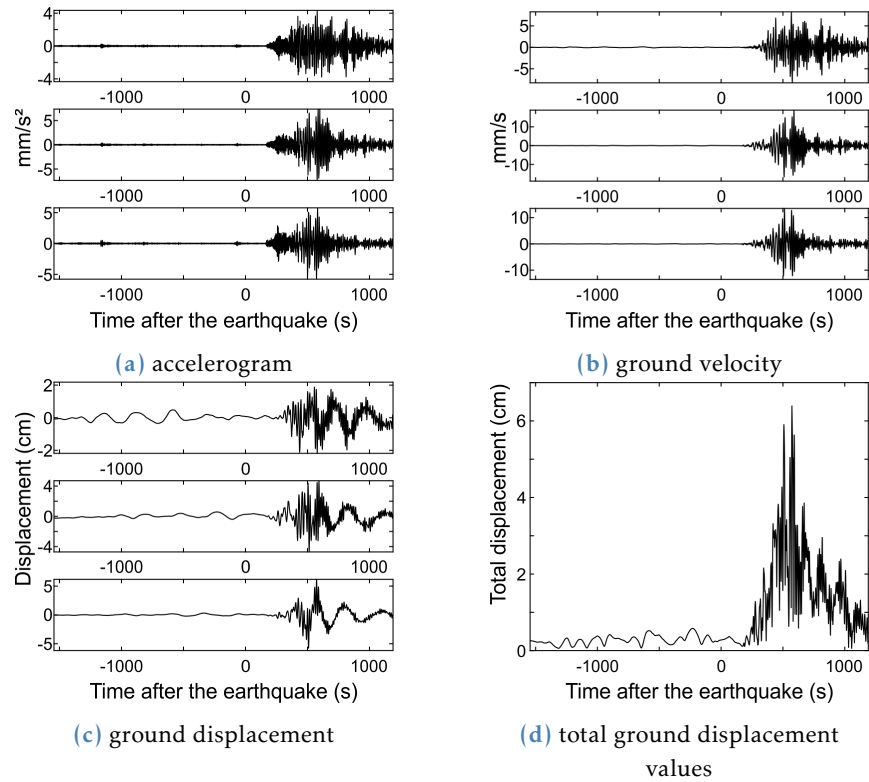 4
0
-4
-1000 0 1000
5
0
-5
-1000 0 1000
5
0
-5
-1000 0 1000
mm/s²
Time after the earthquake (s)
(a) accelerogram
5
0
-5
-1000 0 1000
10
0
-10
-1000 0 1000
10
0
-10
-1000 0 1000
mm/s
Time after the earthquake (s)
(b) ground velocity
2
0
-2
-1000 0 1000
4
0
-4
-1000 0 1000
5
0
-5
-1000 0 1000
Displacement (cm)
Time after the earthquake (s)
(c) ground displacement
6
4
2
0
-1000 0 1000
Total displacement (cm)
Time after the earthquake (s)
(d) total ground displacement
values